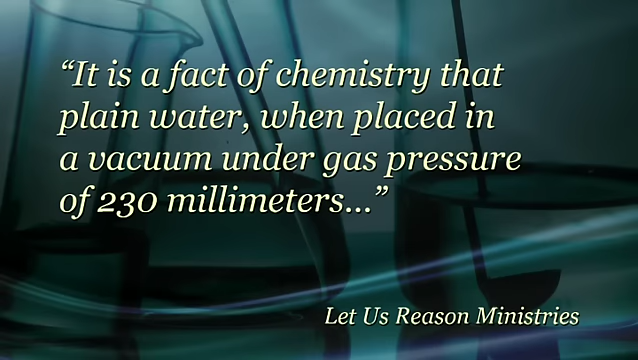 “It is a fact of chemistry that
plain water, when placed in
a vacuum under gas pressure
of 230 millimeters...”
Let Us Reason Ministries